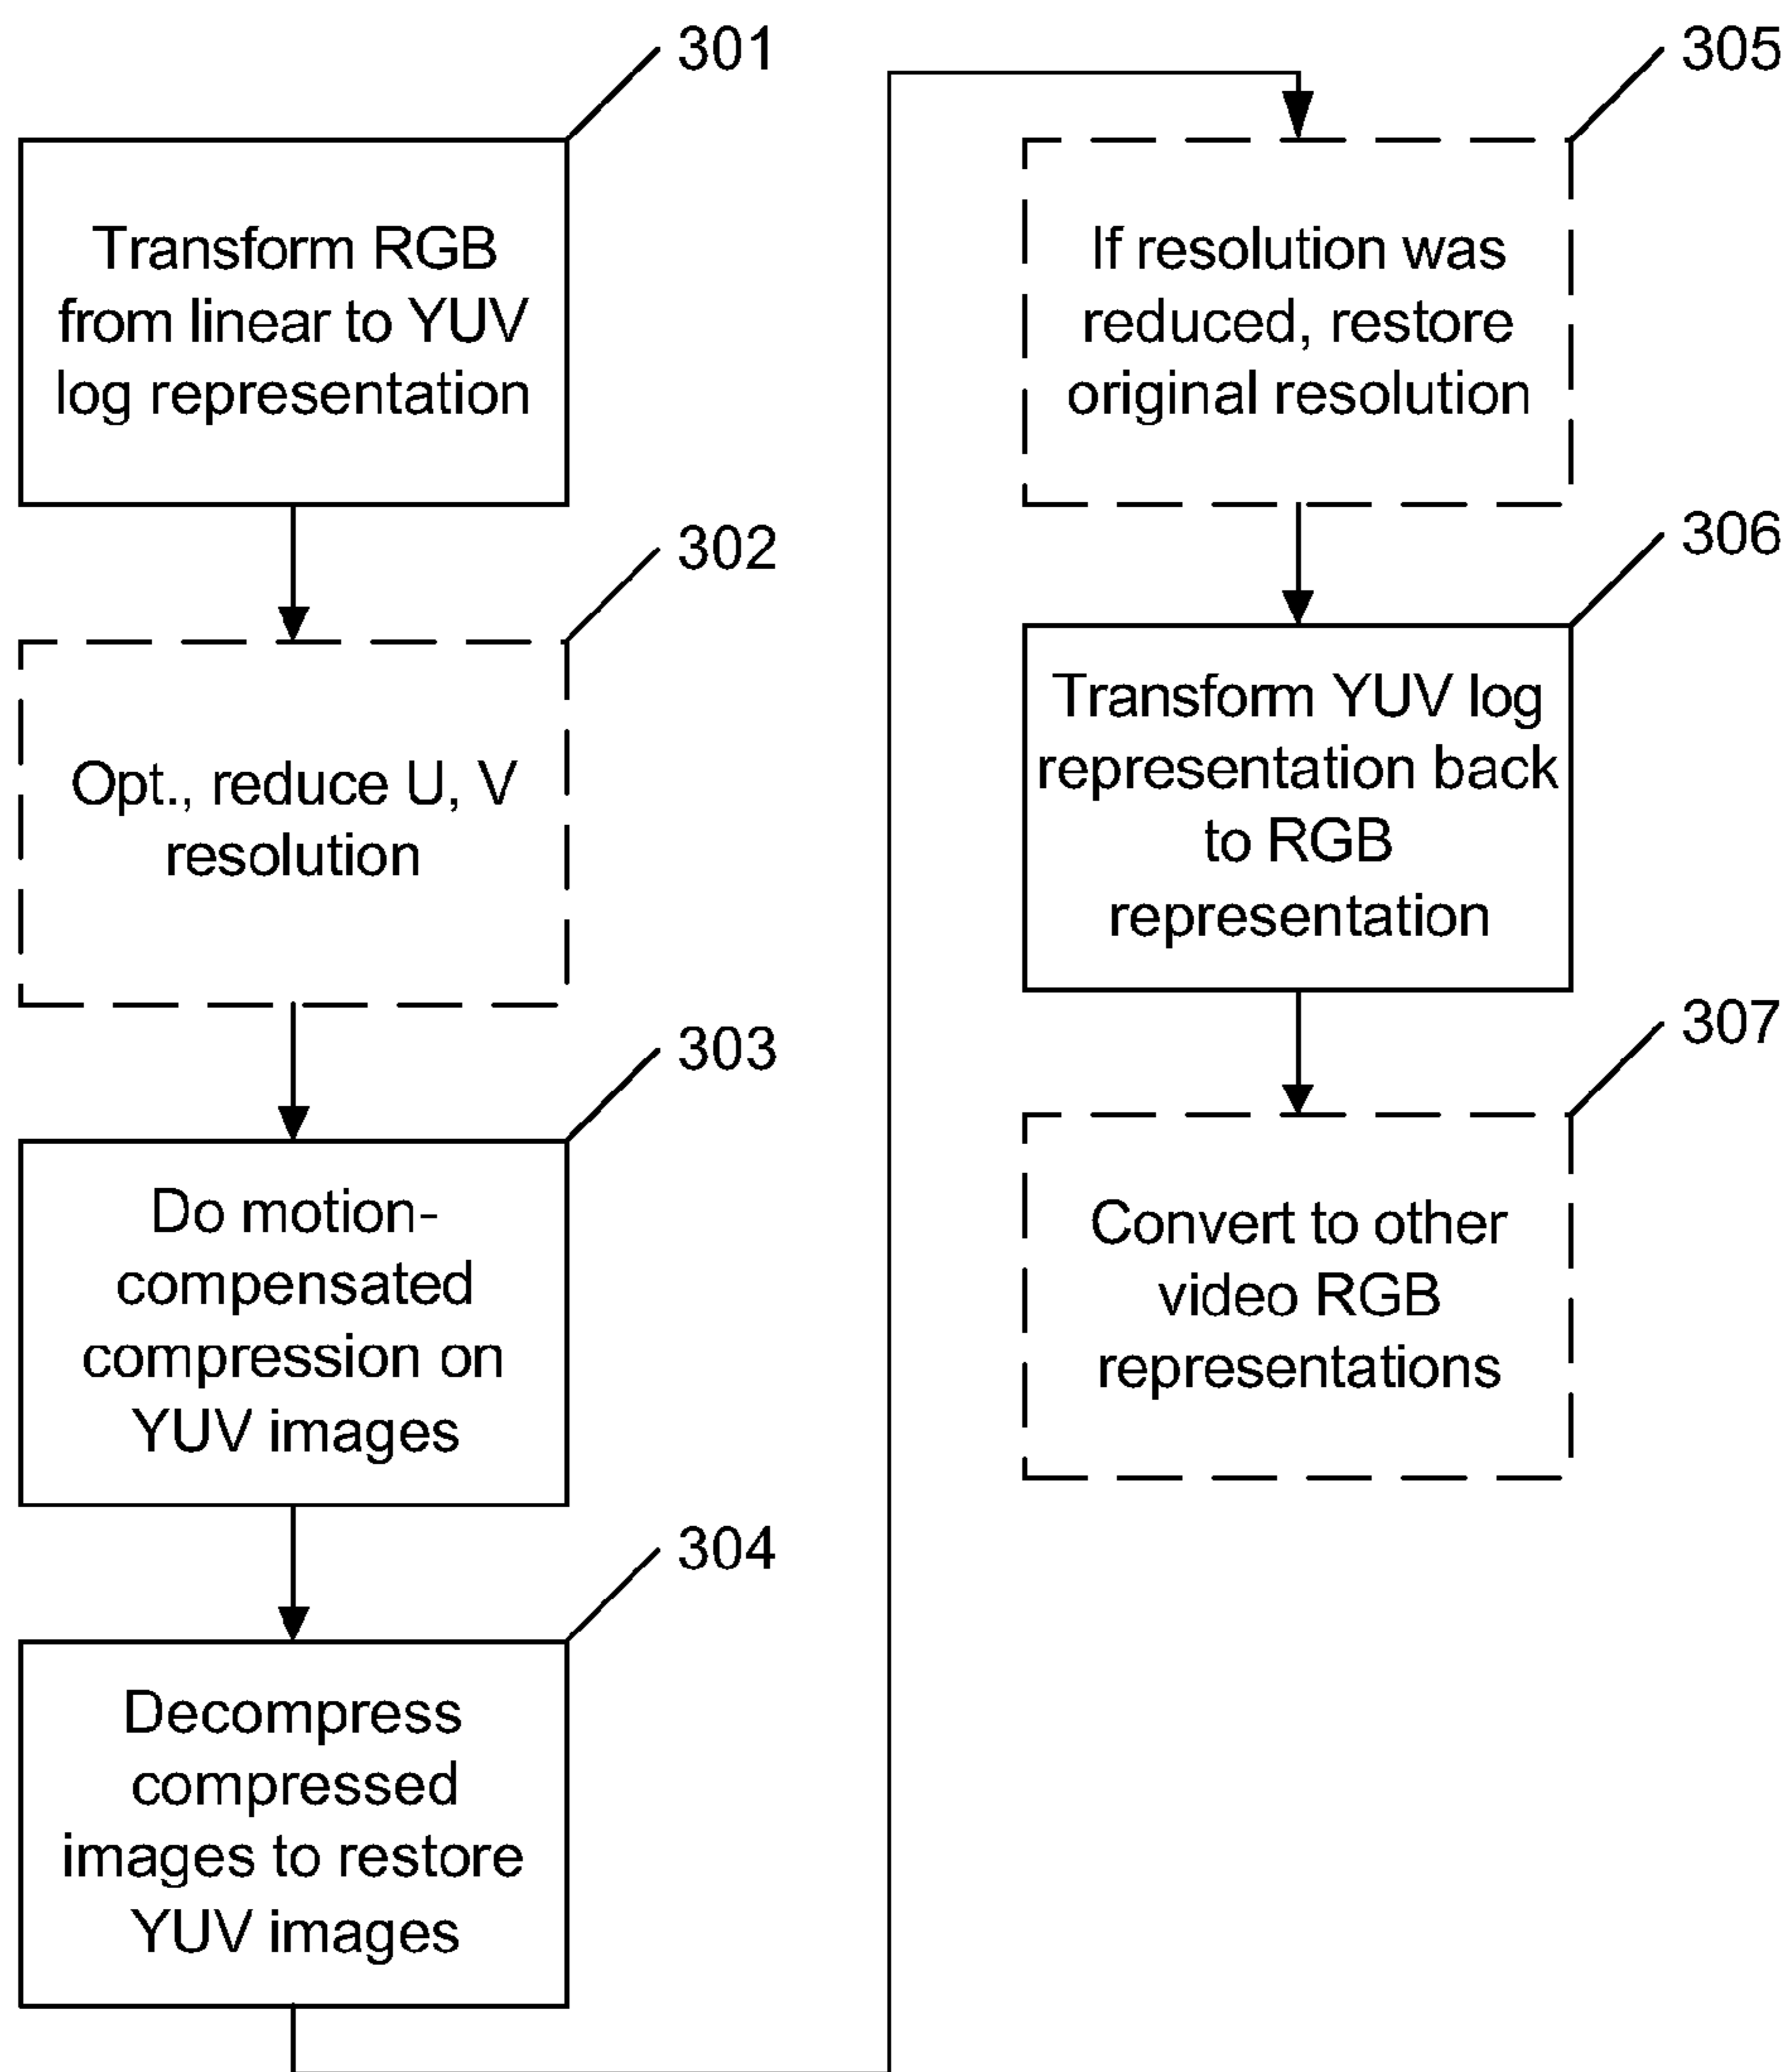 301
Transform RGB
from linear to YUV
log representation
302
Opt., reduce U, V
resolution
303
Do motion-
compensated
compression on
YUV images
304
Decompress
compressed
images to restore
YUV images
305
If resolution was
reduced, restore
original resolution
306
Transform YUV log
representation back
to RGB
representation
307
Convert to other
video RGB
representations